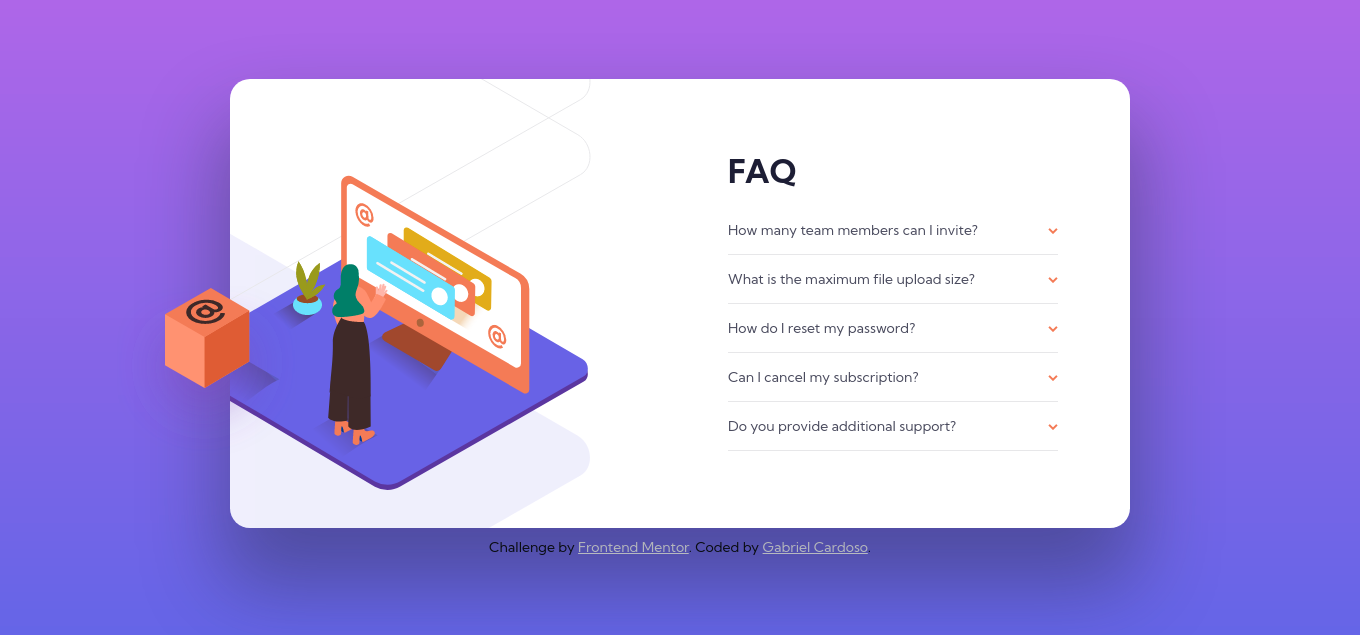 FAQ
How many team members can I invite?
What is the maximum file upload size?
How do I reset my password?
Can I cancel my subscription?
Do you provide additional support?
Challenge by Frontend Mentor. Coded by Gabriel Cardoso.
@
@
@